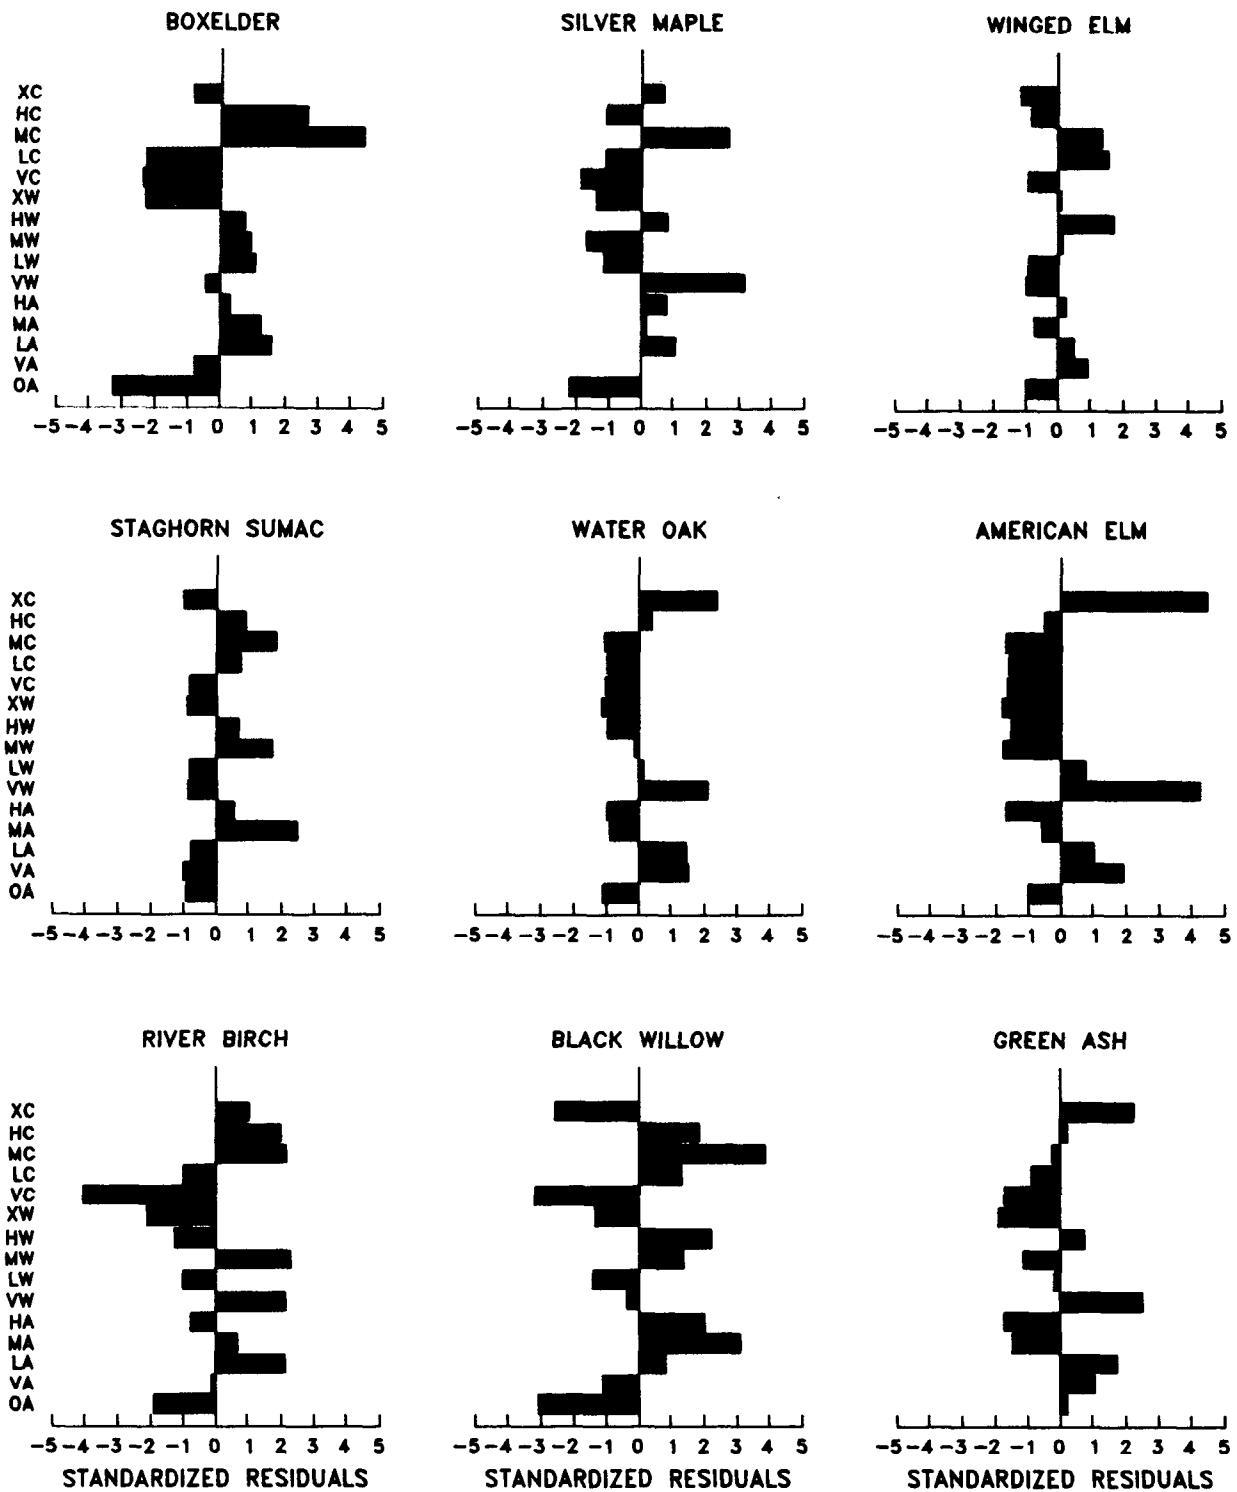 BOXELDER SILVER MAPLE WINGED ELM
XC
HC
MC
LC
VC
XW
HW
MW
LW
VW
HA
MA
LA
VA
OA
-5 -4 -3 -2 -1 0 1 2 3 4 5 -5 -4 -3 -2 -1 0 1 2 3 4 5 -5 -4 -3 -2 -1 0 1 2 3 4 5
STAGHORN SUMAC WATER OAK AMERICAN ELM
XC
HC
MC
LC
VC
XW
HW
MW
LW
VW
HA
MA
LA
VA
OA
-5 -4 -3 -2 -1 0 1 2 3 4 5 -5 -4 -3 -2 -1 0 1 2 3 4 5 -5 -4 -3 -2 -1 0 1 2 3 4 5
RIVER BIRCH BLACK WILLOW GREEN ASH
XC
HC
MC
LC
VC
XW
HW
MW
LW
VW
HA
MA
LA
VA
OA
-5 -4 -3 -2 -1 0 1 2 3 4 5 -5 -4 -3 -2 -1 0 1 2 3 4 5 -5 -4 -3 -2 -1 0 1 2 3 4 5
STANDARDIZED RESIDUALS STANDARDIZED RESIDUALS STANDARDIZED RESIDUALS